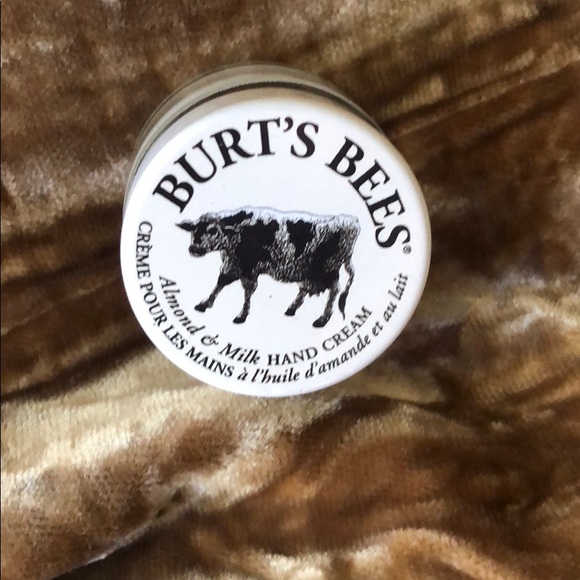 BURT'S BEES®
Almond & Milk HAND CREAM
CRÈME POUR LES MAINS à l'huile d'amande et au lait